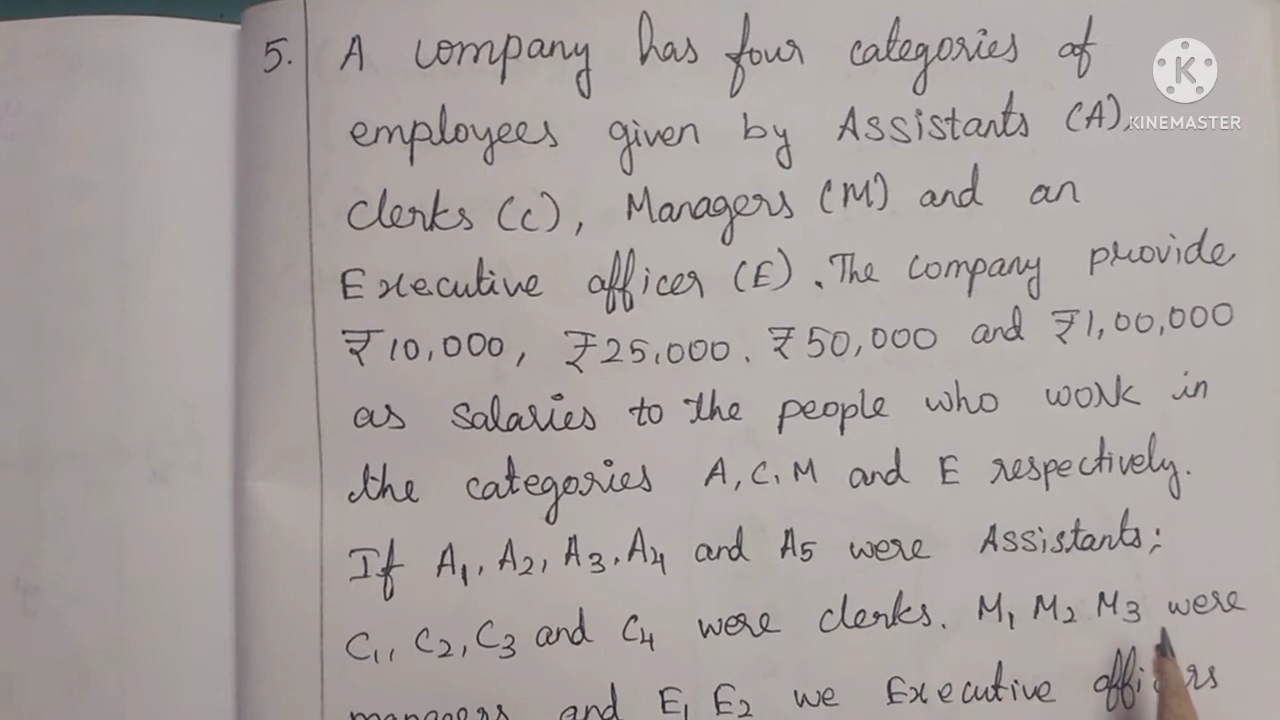 5. A company has four categories of
employees given by Assistants (A),
clerks (C), Managers (M) and an
Executive officer (E). The company provide
₹10,000, ₹25,000. ₹50,000 and ₹1,00,000
as salaries to the people who work in
the categories A, C, M and E respectively.
If A1, A2, A3, A4 and A5 were Assistants;
C1, C2, C3 and C4 were clerks. M1 M2 M3 were
managers and E1 E2 we Executive officers
K
KINEMASTER